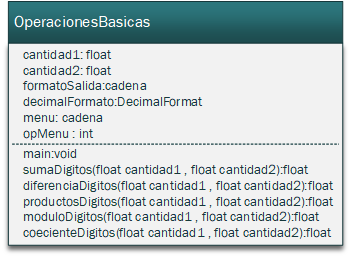 OperacionesBasicas
cantidad1: float
cantidad2: float
formatoSalida:cadena
decimalFormato:DecimalFormat
menu: cadena
opMenu : int
main:void
sumaDigitos(float cantidad1 , float cantidad2):float
diferenciaDigitos(float cantidad1 , float cantidad2):float
productosDigitos(float cantidad1 , float cantidad2):float
moduloDigitos(float cantidad1 , float cantidad2):float
coecienteDigitos(float cantidad1 , float cantidad2):float